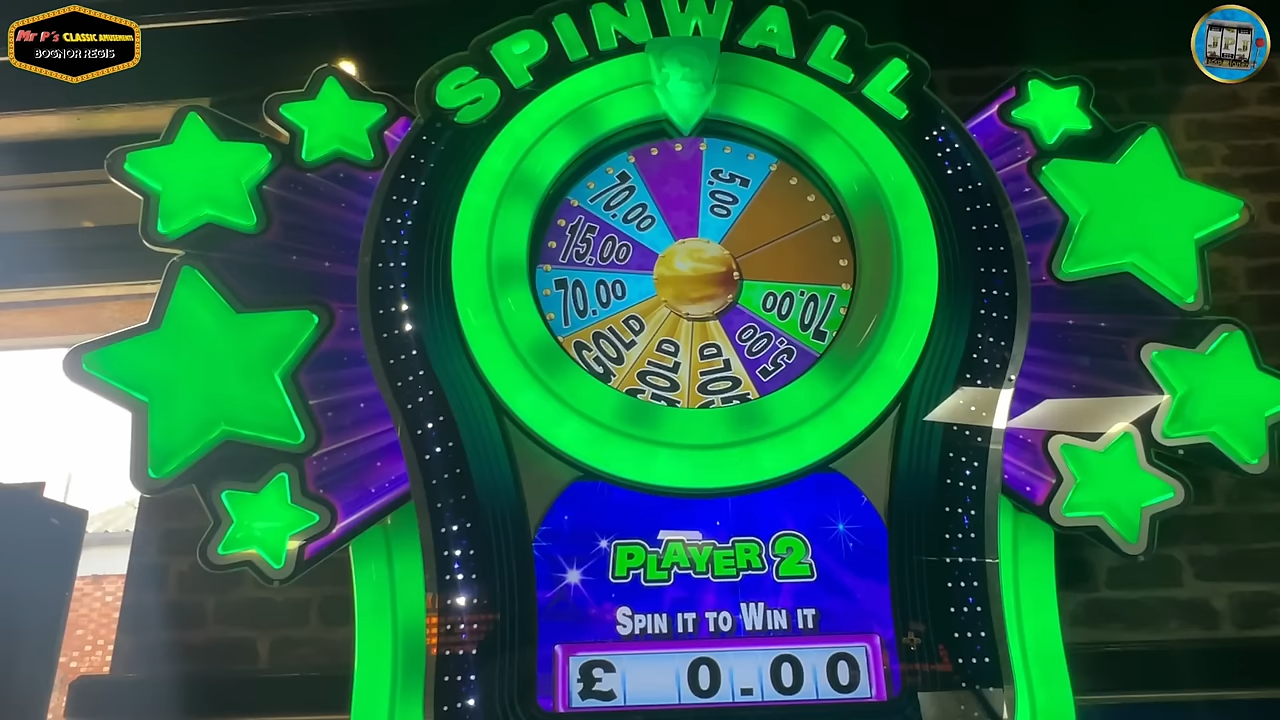 Mr P's CLASSIC AMUSEMENTS
BOGNOR REGIS
SPINWALL
5.00
70.00
15.00
70.00
GOLD
GOLD
GOLD
5.00
70.00
PLAYER 2
SPIN IT TO WIN IT
£ 0.00